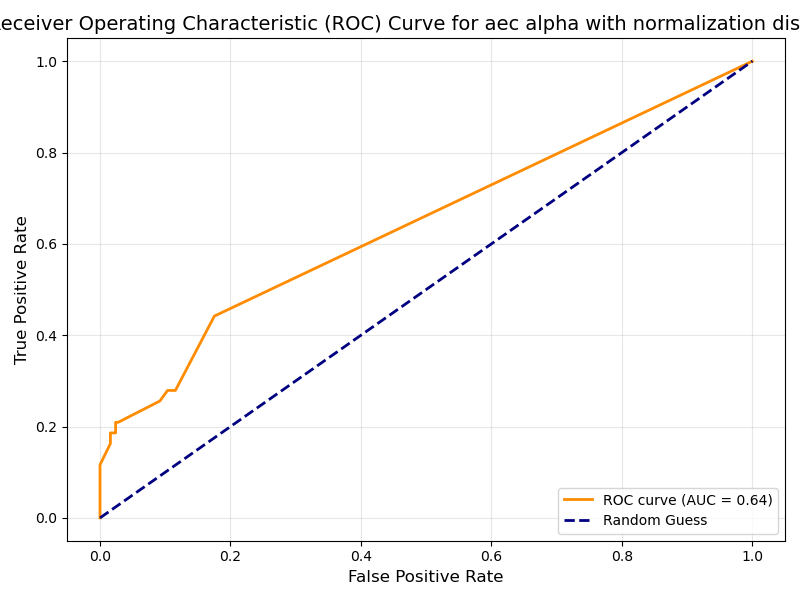 eceiver Operating Characteristic (ROC) Curve for aec alpha with normalization dis
1.0
0.8
0.6
0.4
0.2
0.0
True Positive Rate
ROC curve (AUC = 0.64)
Random Guess
0.0 0.2 0.4 0.6 0.8 1.0
False Positive Rate